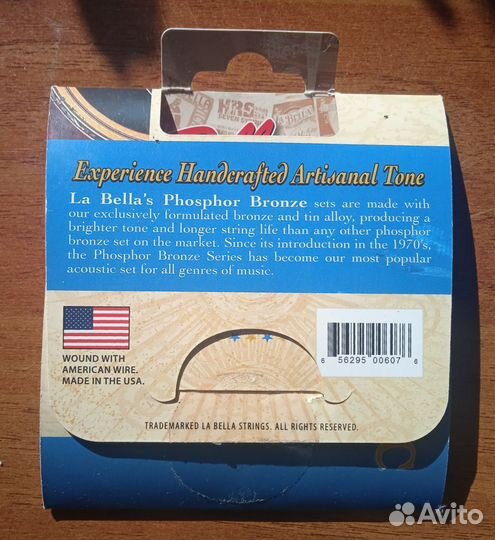 HRS
La Bella
Experience Handcrafted Artisanal Tone
La Bella's Phosphor Bronze sets are made with
our exclusively formulated bronze and tin alloy, producing a
brighter tone and longer string life than any other phosphor
bronze set on the market. Since its introduction in the 1970's,
the Phosphor Bronze Series has become our most popular
acoustic set for all genres of music.
WOUND WITH
AMERICAN WIRE.
MADE IN THE USA.
6 56295 00607 6
TRADEMARKED LA BELLA STRINGS. ALL RIGHTS RESERVED.
Avito